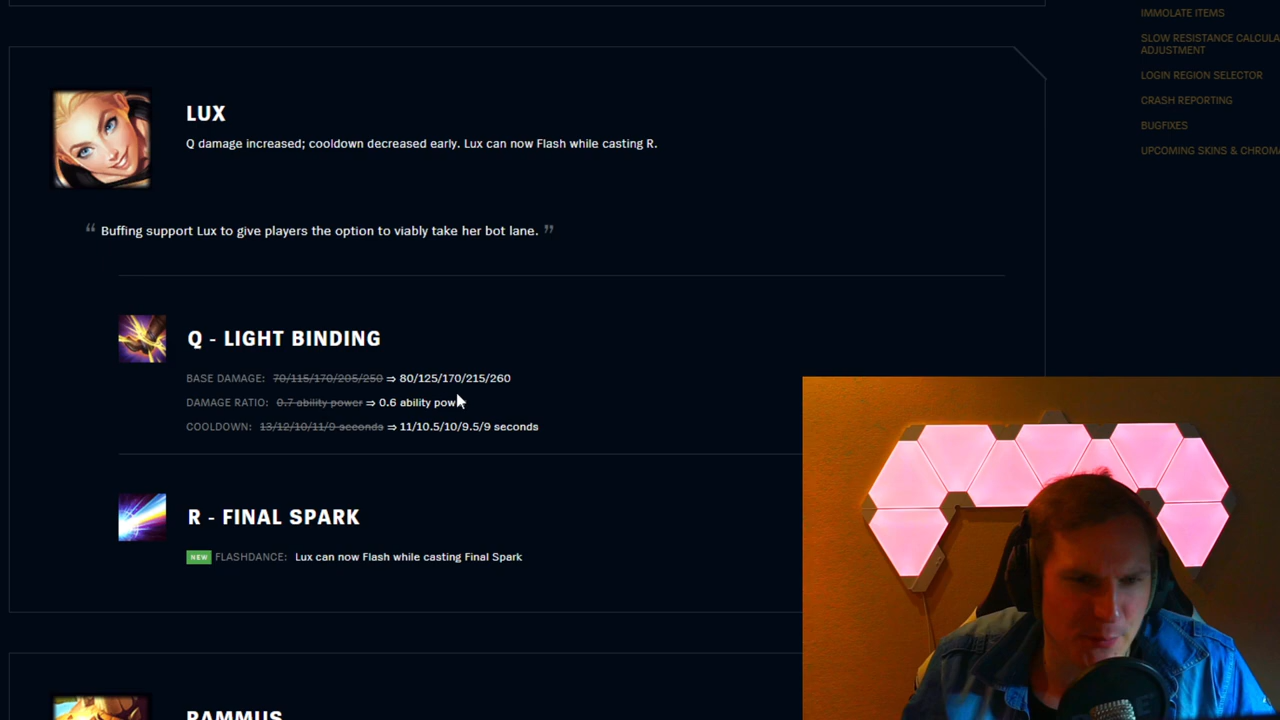 IMMOLATE ITEMS
SLOW RESISTANCE CALCULA
ADJUSTMENT
LOGIN REGION SELECTOR
CRASH REPORTING
BUGFIXES
UPCOMING SKINS & CHROM
LUX
Q damage increased; cooldown decreased early. Lux can now Flash while casting R.
“ Buffing support Lux to give players the option to viably take her bot lane. ”
Q - LIGHT BINDING
BASE DAMAGE: 70/115/170/205/250 ⇒ 80/125/170/215/260
DAMAGE RATIO: 0.7 ability power ⇒ 0.6 ability pow
COOLDOWN: 13/12/10/11/9 seconds ⇒ 11/10.5/10/9.5/9 seconds
R - FINAL SPARK
NEW FLASHDANCE: Lux can now Flash while casting Final Spark
RAMMUS